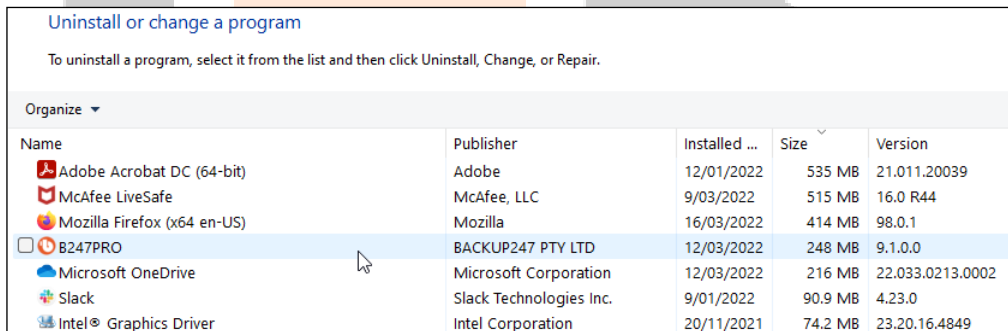 Uninstall or change a program
To uninstall a program, select it from the list and then click Uninstall, Change, or Repair.
Organize
Name Publisher Installed ... Size Version
Adobe Acrobat DC (64-bit) Adobe 12/01/2022 535 MB 21.011.20039
McAfee LiveSafe McAfee, LLC 9/03/2022 515 MB 16.0 R44
Mozilla Firefox (x64 en-US) Mozilla 16/03/2022 414 MB 98.0.1
B247PRO BACKUP247 PTY LTD 12/03/2022 248 MB 9.1.0.0
Microsoft OneDrive Microsoft Corporation 12/03/2022 216 MB 22.033.0213.0002
Slack Slack Technologies Inc. 9/01/2022 90.9 MB 4.23.0
Intel® Graphics Driver Intel Corporation 20/11/2021 74.2 MB 23.20.16.4849